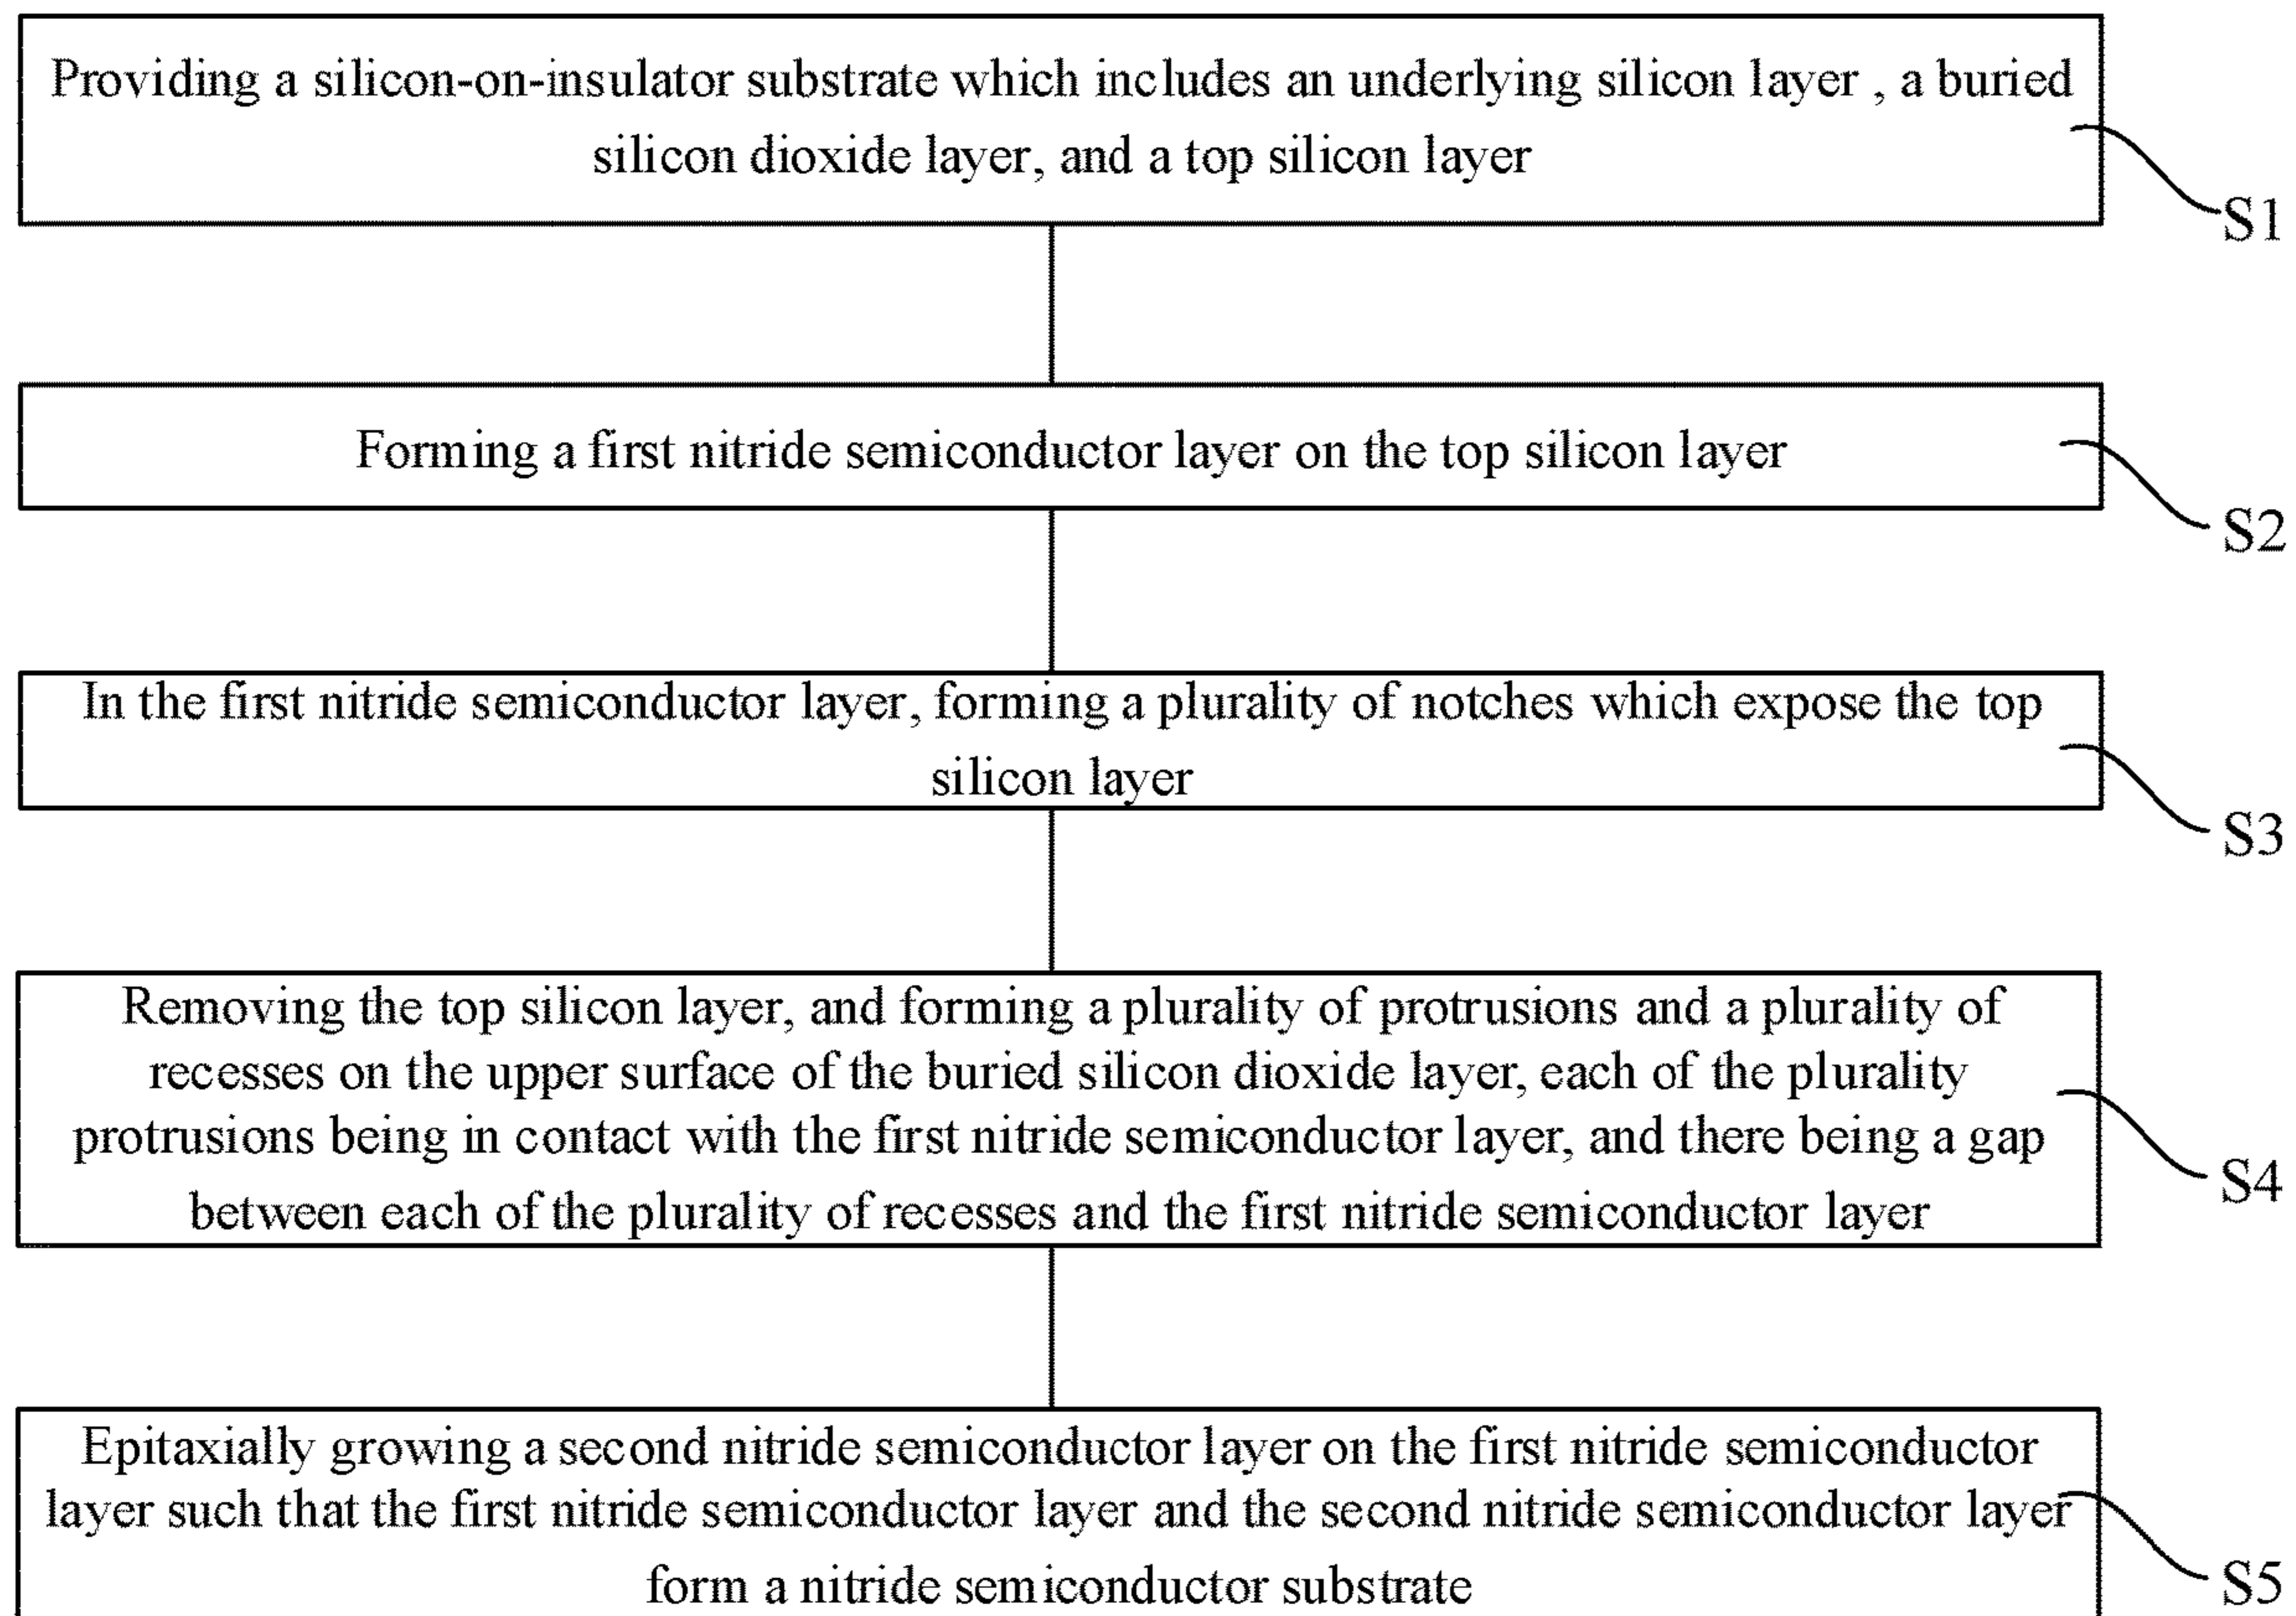 Providing a silicon-on-insulator substrate which includes an underlying silicon layer , a buried
silicon dioxide layer, and a top silicon layer
S1
Forming a first nitride semiconductor layer on the top silicon layer
S2
In the first nitride semiconductor layer, forming a plurality of notches which expose the top
silicon layer
S3
Removing the top silicon layer, and forming a plurality of protrusions and a plurality of
recesses on the upper surface of the buried silicon dioxide layer, each of the plurality
protrusions being in contact with the first nitride semiconductor layer, and there being a gap
between each of the plurality of recesses and the first nitride semiconductor layer
S4
Epitaxially growing a second nitride semiconductor layer on the first nitride semiconductor
layer such that the first nitride semiconductor layer and the second nitride semiconductor layer
form a nitride semiconductor substrate
S5